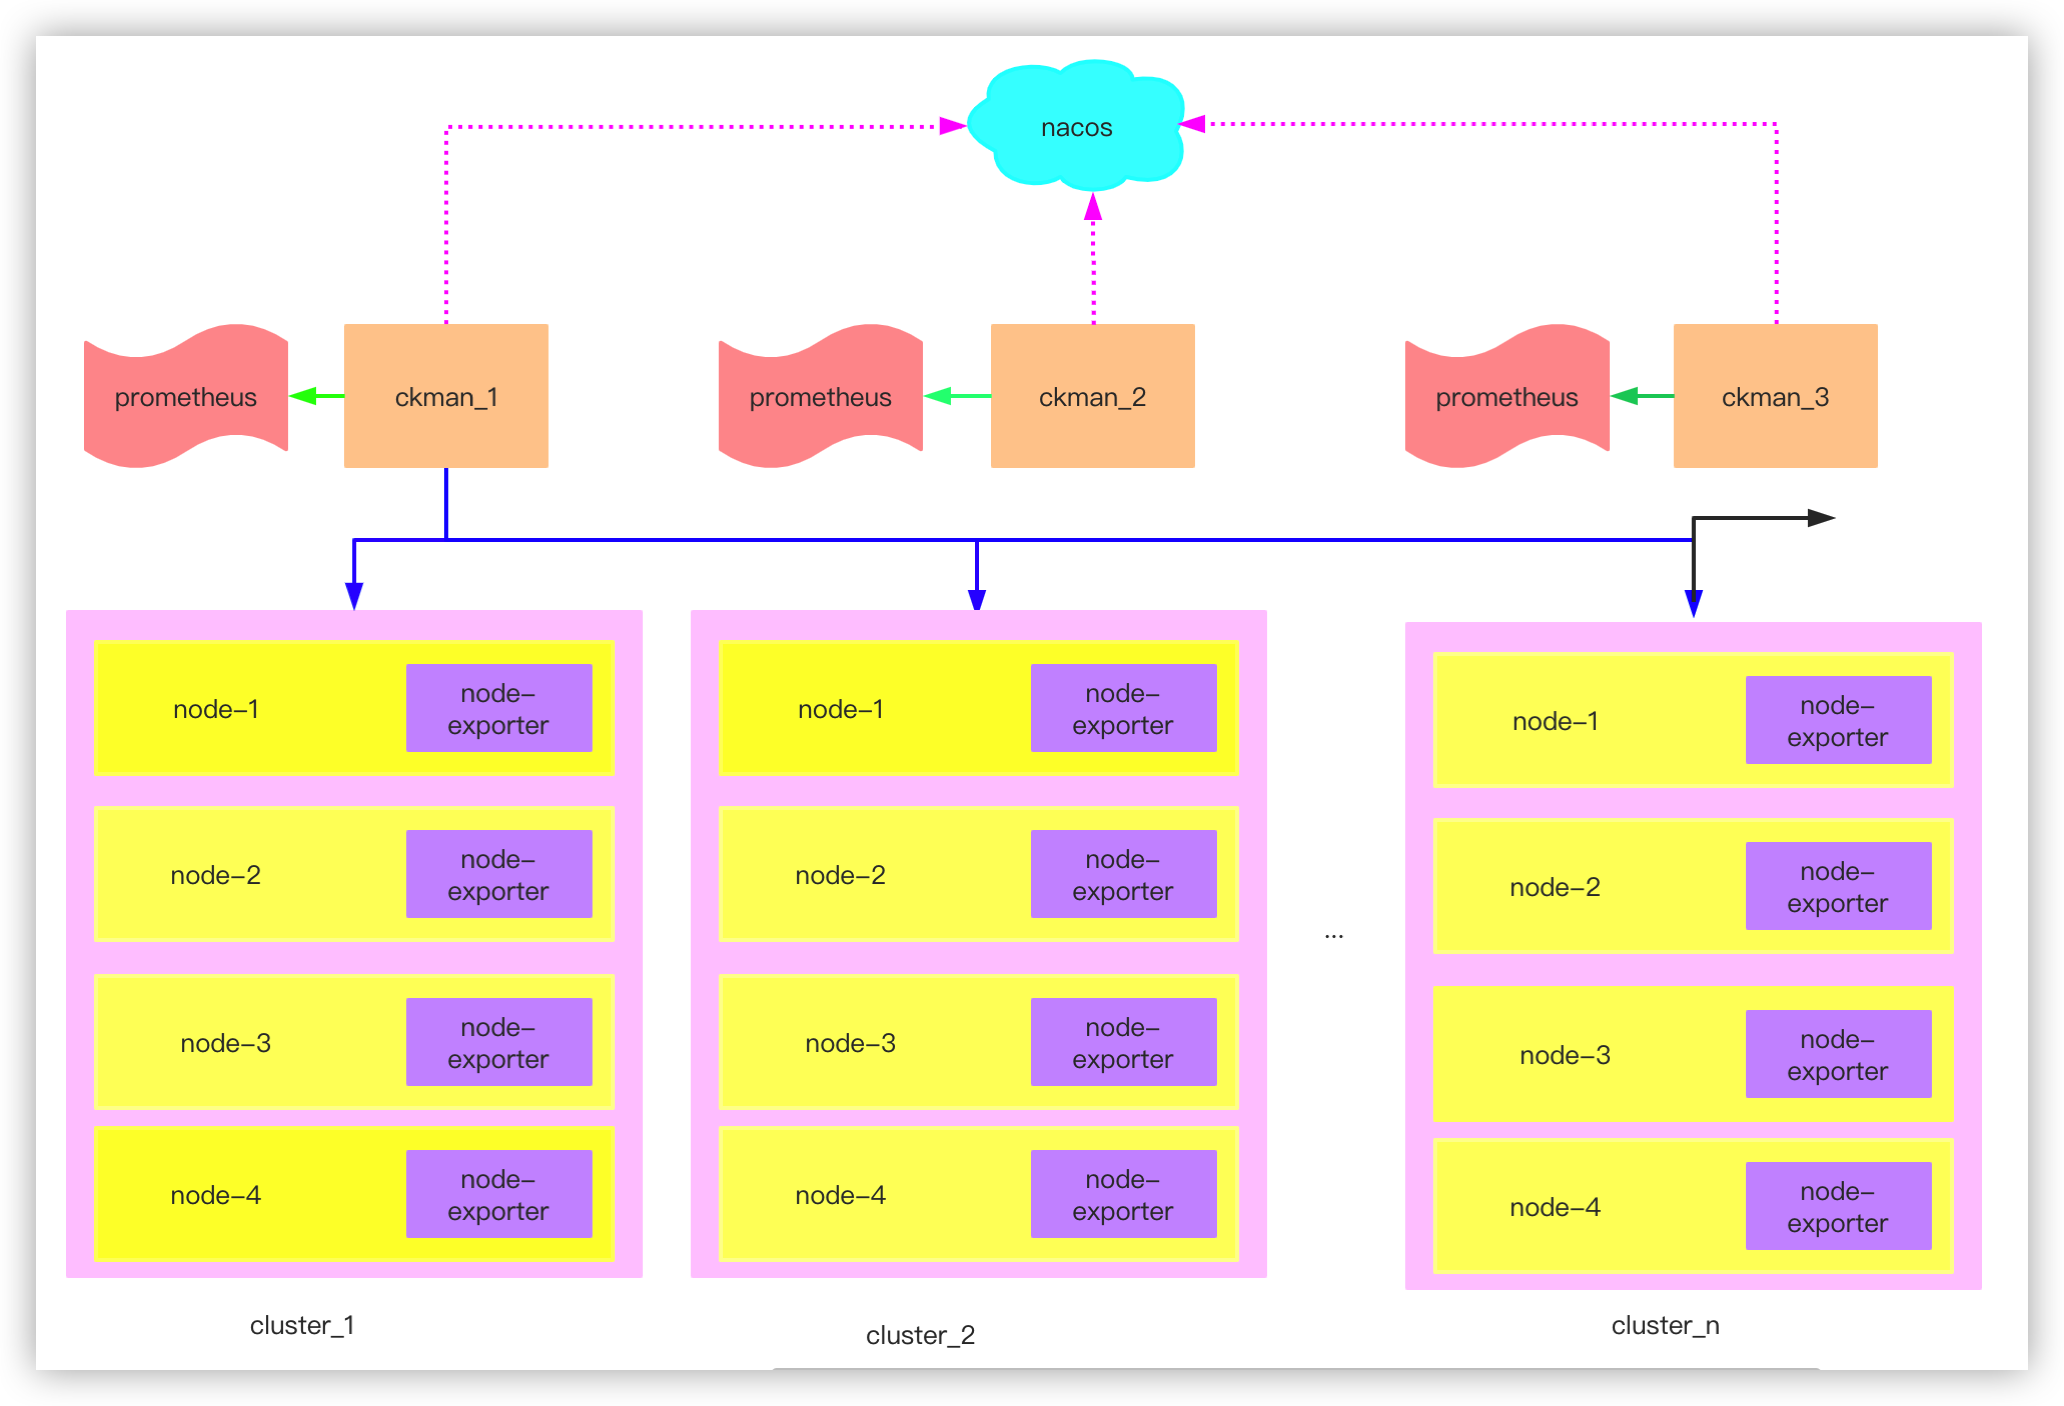 nacos
prometheus
ckman_1
prometheus
ckman_2
prometheus
ckman_3
node-1
node-
exporter
node-2
node-
exporter
node-3
node-
exporter
node-4
node-
exporter
cluster_1
node-1
node-
exporter
node-2
node-
exporter
node-3
node-
exporter
node-4
node-
exporter
cluster_2
...
node-1
node-
exporter
node-2
node-
exporter
node-3
node-
exporter
node-4
node-
exporter
cluster_n